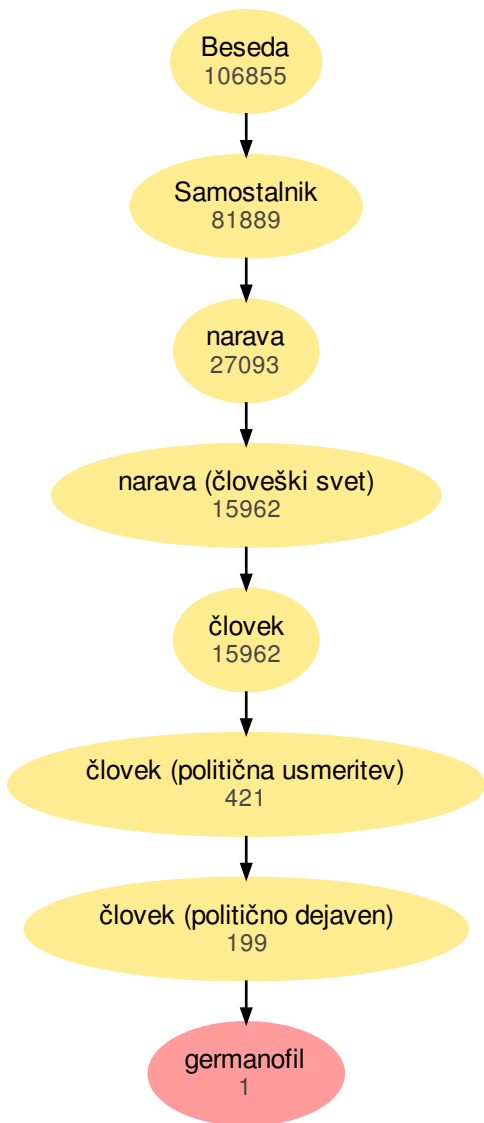 Beseda
106855
Samostalnik
81889
narava
27093
narava (človeški svet)
15962
človek
15962
človek (politična usmeritev)
421
človek (politično dejaven)
199
germanofil
1